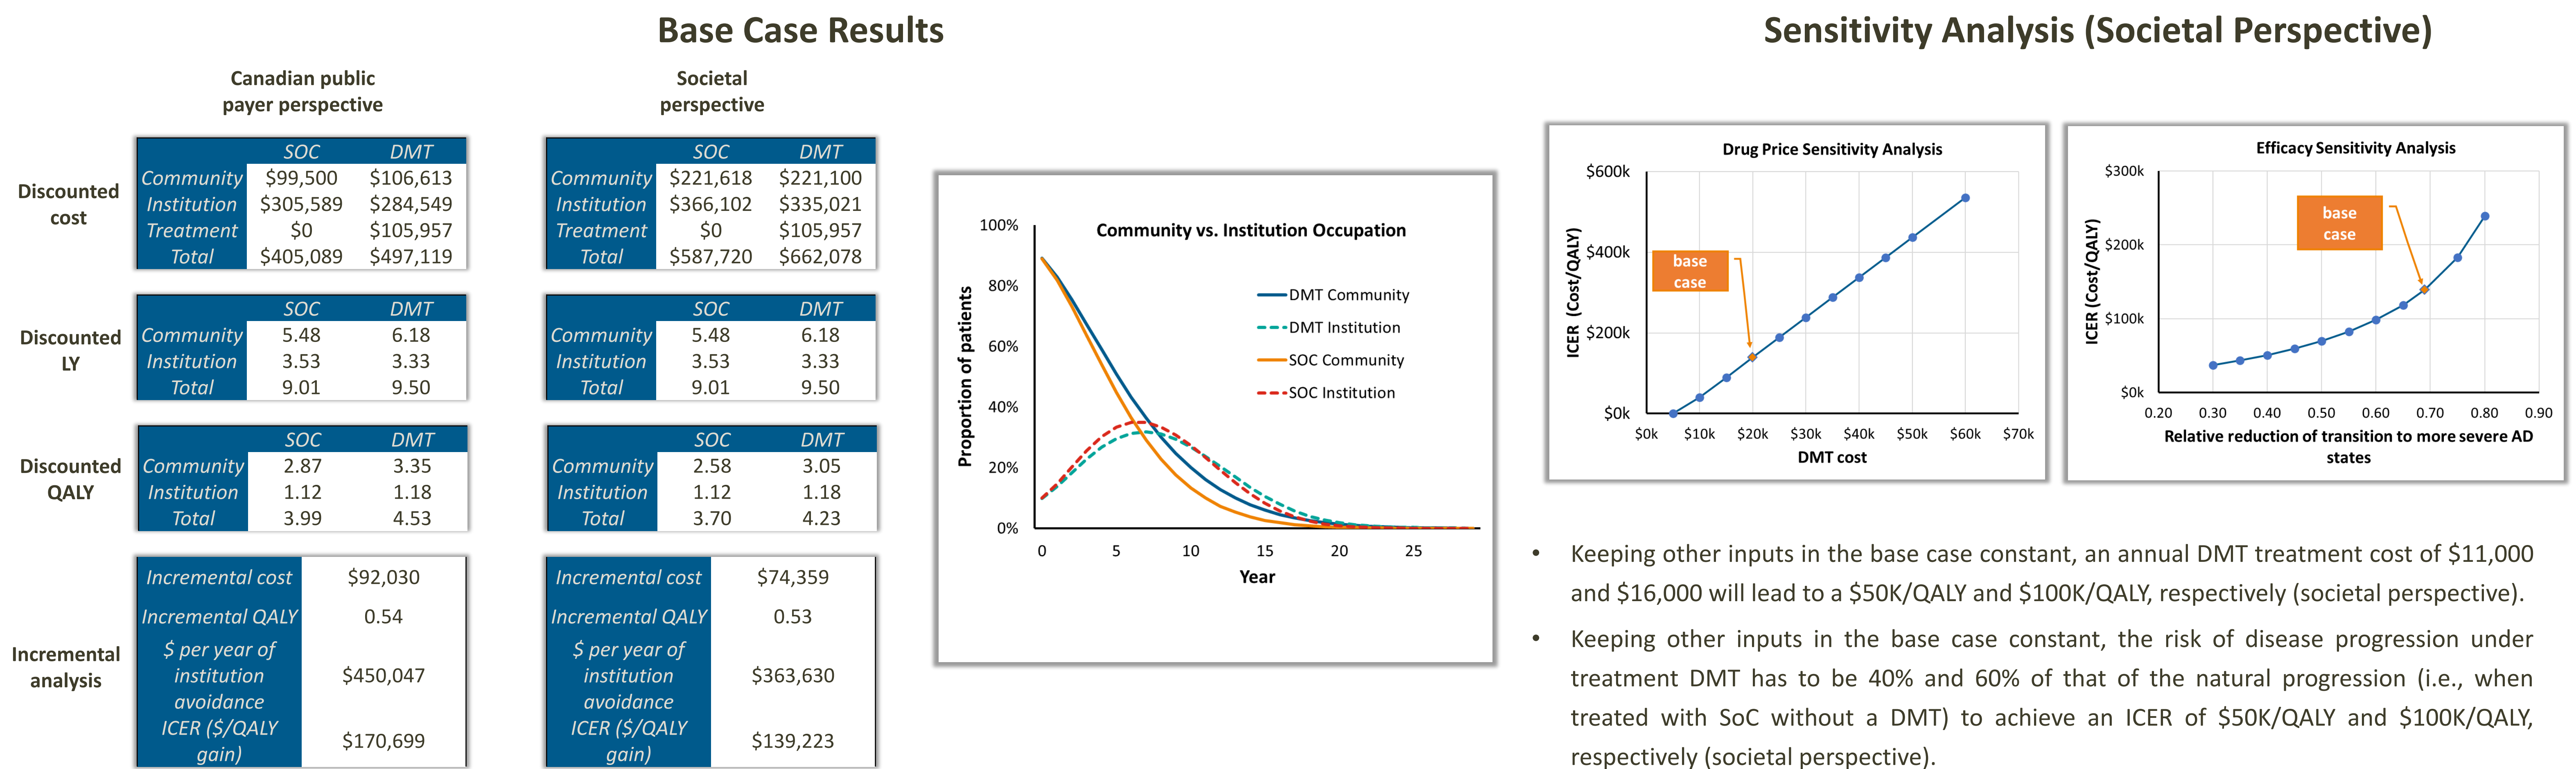 Base Case Results
Canadian public
payer perspective
Societal
perspective
Discounted
cost
SOC DMT
Community $99,500 $106,613
Institution $305,589 $284,549
Treatment $0 $105,957
Total $405,089 $497,119
SOC DMT
Community $221,618 $221,100
Institution $366,102 $335,021
Treatment $0 $105,957
Total $587,720 $662,078
Discounted
LY
SOC DMT
Community 5.48 6.18
Institution 3.53 3.33
Total 9.01 9.50
SOC DMT
Community 5.48 6.18
Institution 3.53 3.33
Total 9.01 9.50
Discounted
QALY
SOC DMT
Community 2.87 3.35
Institution 1.12 1.18
Total 3.99 4.53
SOC DMT
Community 2.58 3.05
Institution 1.12 1.18
Total 3.70 4.23
Incremental
analysis
Incremental cost $92,030
Incremental QALY 0.54
$ per year of
institution
avoidance
$450,047
ICER ($/QALY
gain)
$170,699
Incremental cost $74,359
Incremental QALY 0.53
$ per year of
institution
avoidance
$363,630
ICER ($/QALY
gain)
$139,223
Community vs. Institution Occupation
Proportion of patients
100%
80%
60%
40%
20%
0%
DMT Community
DMT Institution
SOC Community
SOC Institution
0 5 10 15 20 25
Year
Sensitivity Analysis (Societal Perspective)
Drug Price Sensitivity Analysis
ICER (Cost/QALY)
$600k
$400k
$200k
$0k
base
case
$0k $10k $20k $30k $40k $50k $60k $70k
DMT cost
Efficacy Sensitivity Analysis
ICER (Cost/QALY)
$300k
$200k
$100k
$0k
base
case
0.20 0.30 0.40 0.50 0.60 0.70 0.80 0.90
Relative reduction of transition to more severe AD
states
• Keeping other inputs in the base case constant, an annual DMT treatment cost of $11,000
and $16,000 will lead to a $50K/QALY and $100K/QALY, respectively (societal perspective).
• Keeping other inputs in the base case constant, the risk of disease progression under
treatment DMT has to be 40% and 60% of that of the natural progression (i.e., when
treated with SoC without a DMT) to achieve an ICER of $50K/QALY and $100K/QALY,
respectively (societal perspective).